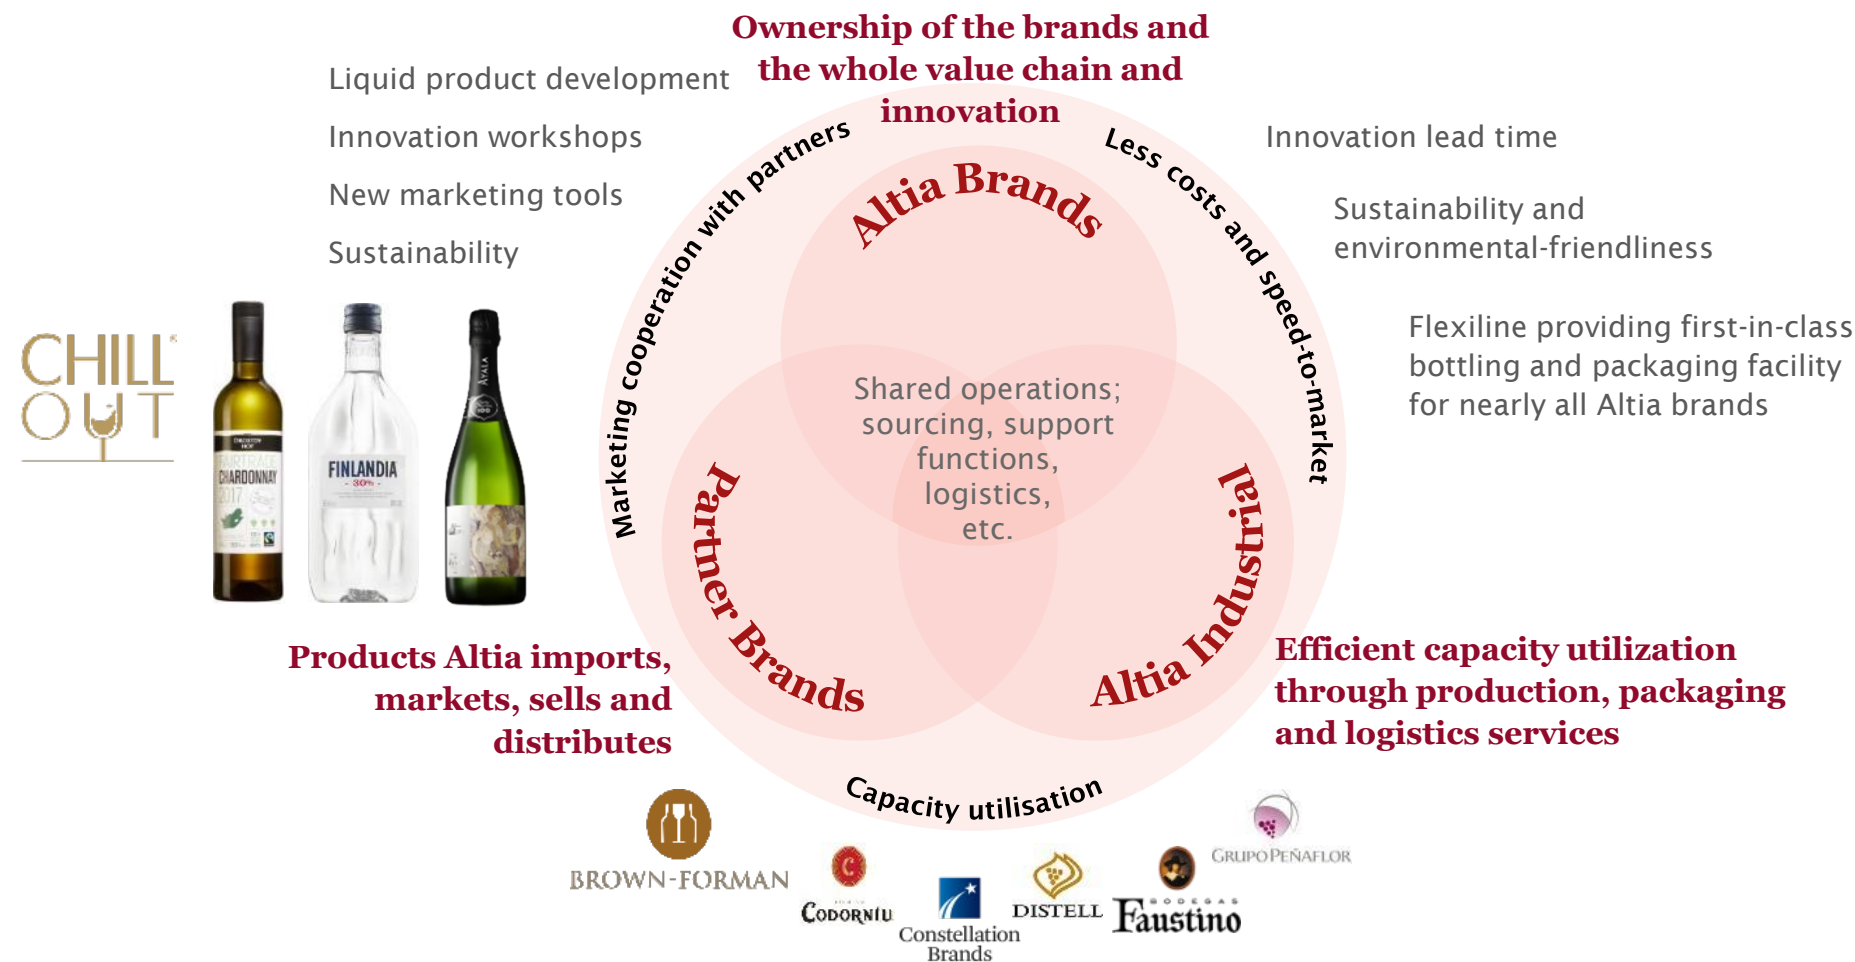 Ownership of the brands and
the whole value chain and
innovation
Liquid product development
Innovation workshops
New marketing tools
Sustainability
Marketing cooperation with partners
Less costs and speed-to-market
Innovation lead time
Sustainability and
environmental-friendliness
Flexiline providing first-in-class
bottling and packaging facility
for nearly all Altia brands
Altia Brands
CHILL
OUT
AYALA
FAIRTRADE
CHARDONNAY
2017
FINLANDIA
30%
Shared operations;
sourcing, support
functions,
logistics,
etc.
Partner Brands
Altia Industrial
Products Altia imports,
markets, sells and
distributes
Efficient capacity utilization
through production, packaging
and logistics services
Capacity utilisation
BROWN-FORMAN
CODORNÍU
Constellation
Brands
DISTELL
BODEGAS
Faustino
GRUPO PEÑAFLOR